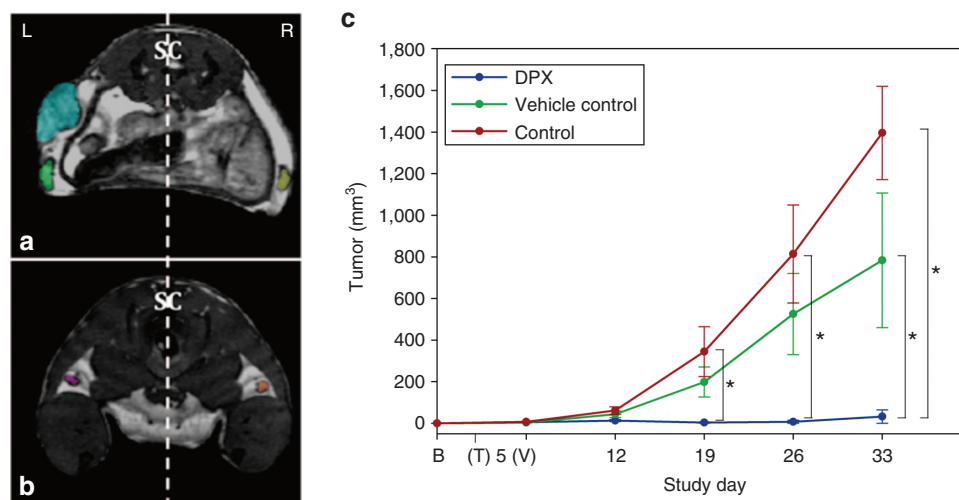 L
R
SC
a
SC
b
c
1,800
1,600
1,400
1,200
1,000
800
600
400
200
0
Tumor (mm³)
DPX
Vehicle control
Control
*
*
*
*
B
(T) 5 (V)
12
19
26
33
Study day